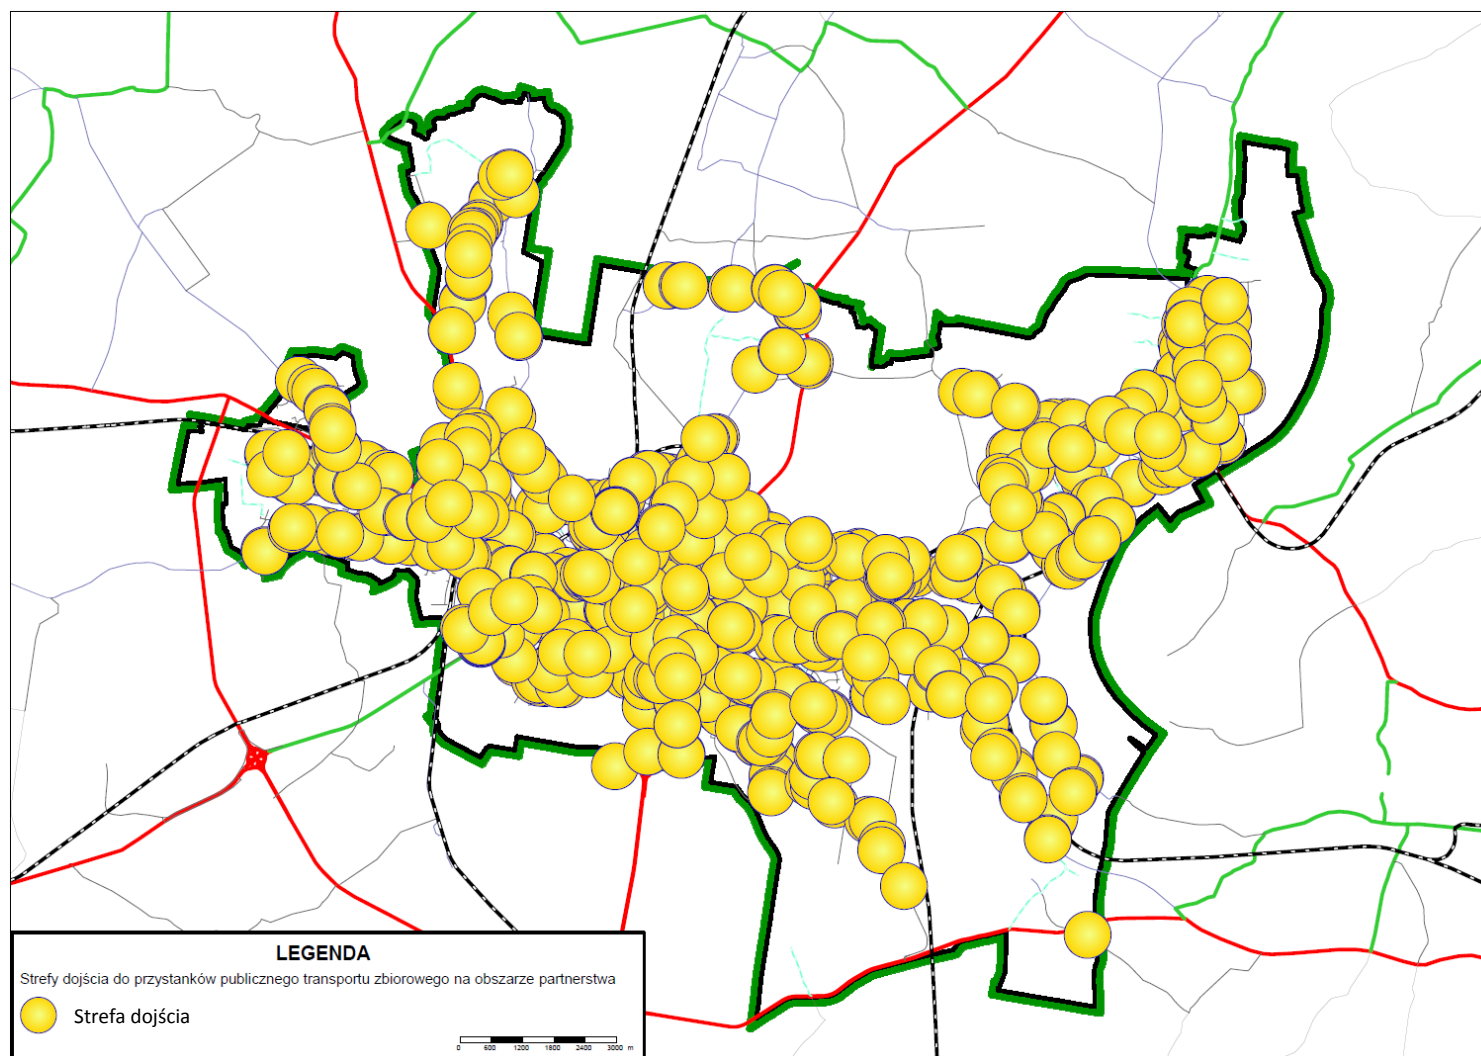 LEGENDA
Strefy dojścia do przystanków publicznego transportu zbiorowego na obszarze partnerstwa
Strefa dojścia
0 600 1200 1800 2400 3000 m